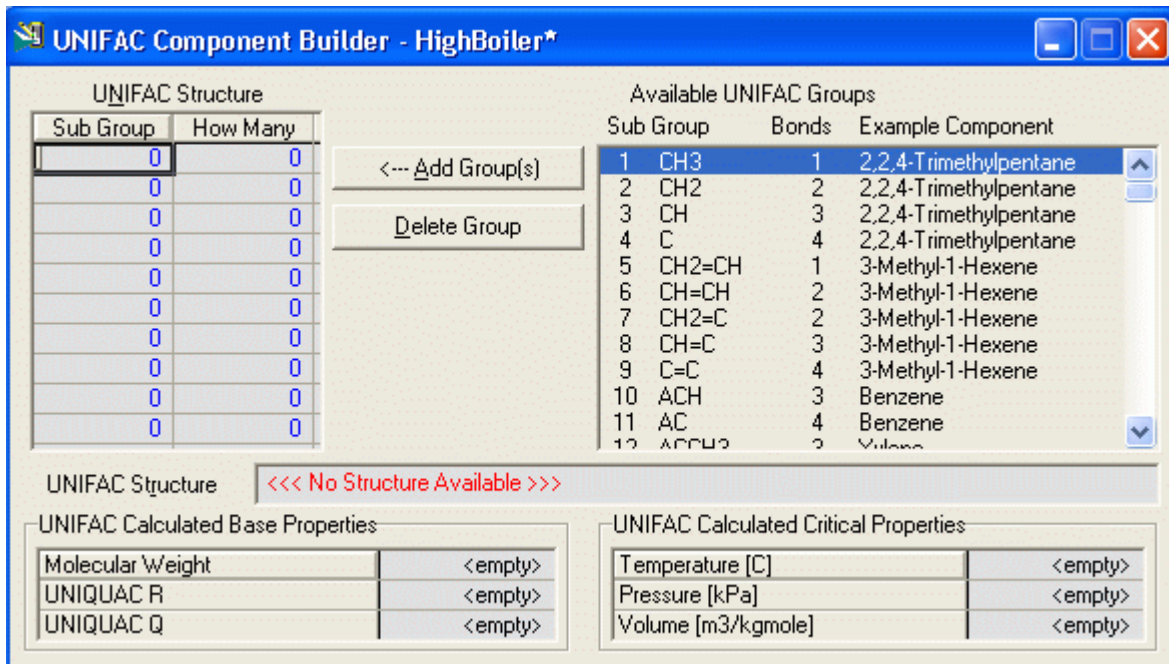 UNIFAC Component Builder - HighBoiler*
UNIFAC Structure
Sub Group How Many
0 0
0 0
0 0
0 0
0 0
0 0
0 0
0 0
0 0
0 0
<--- Add Group(s)
Delete Group
Available UNIFAC Groups
Sub Group Bonds Example Component
1 CH3 1 2,2,4-Trimethylpentane
2 CH2 2 2,2,4-Trimethylpentane
3 CH 3 2,2,4-Trimethylpentane
4 C 4 2,2,4-Trimethylpentane
5 CH2=CH 1 3-Methyl-1-Hexene
6 CH=CH 2 3-Methyl-1-Hexene
7 CH2=C 2 3-Methyl-1-Hexene
8 CH=C 3 3-Methyl-1-Hexene
9 C=C 4 3-Methyl-1-Hexene
10 ACH 3 Benzene
11 AC 4 Benzene
UNIFAC Structure <<< No Structure Available >>>
UNIFAC Calculated Base Properties
Molecular Weight <empty>
UNIQUAC R <empty>
UNIQUAC Q <empty>
UNIFAC Calculated Critical Properties
Temperature [C] <empty>
Pressure [kPa] <empty>
Volume [m3/kgmole] <empty>